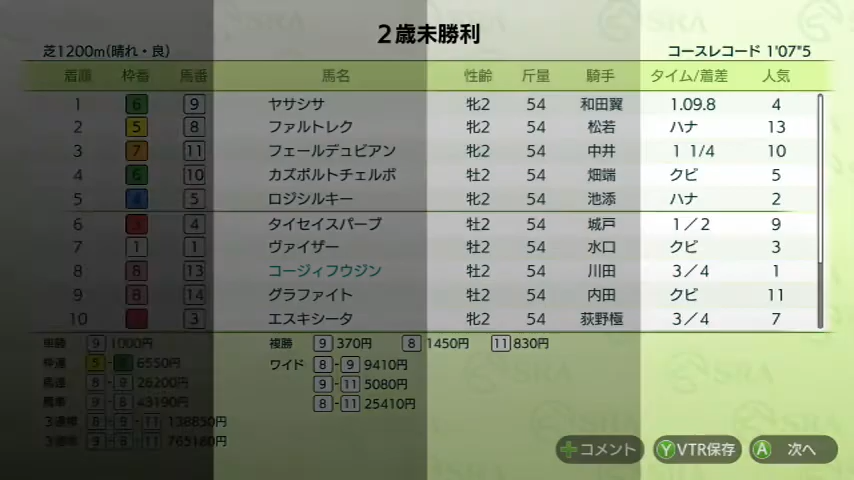 ２歳未勝利
芝1200m(晴れ・良) コースレコード 1'07"5
着順 枠番 馬番 馬名 性齢 斤量 騎手 タイム/着差 人気
1 6 9 ヤサシサ 牝2 54 和田翼 1.09.8 4
2 5 8 ファルトレク 牝2 54 松若 ハナ 13
3 7 11 フェールデュビアン 牝2 54 中井 1 1/4 10
4 6 10 カズポルトチェルボ 牡2 54 畑端 クビ 5
5 4 5 ロジシルキー 牝2 54 池添 ハナ 2
6 3 4 タイセイスパーブ 牡2 54 城戸 1／2 9
7 1 1 ヴァイザー 牡2 54 水口 クビ 3
8 8 13 コージィフウジン 牡2 54 川田 3／4 1
9 8 14 グラファイト 牡2 54 内田 クビ 11
10 3 エスキシータ 牝2 54 荻野極 3／4 7
単勝 9 1000円 複勝 9 370円 8 1450円 11 830円
枠連 5-6 6550円 ワイド 8-9 9410円
馬連 8-9 26200円 9-11 5080円
馬単 9-8 43190円 8-11 25410円
３連複 8-9-11 138850円
３連単 9-8-11 765180円
コメント Y VTR保存 A 次へ